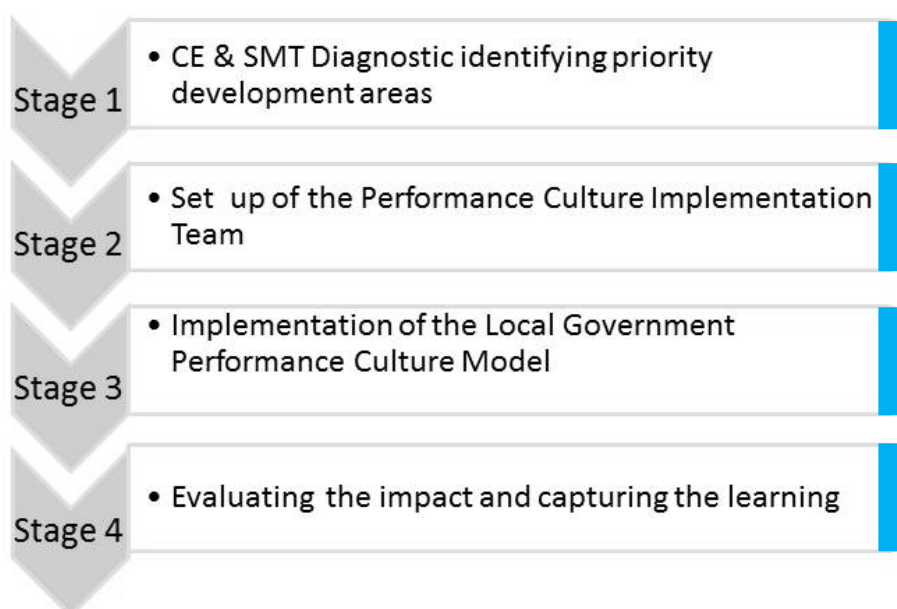 Stage 1
• CE & SMT Diagnostic identifying priority
development areas
Stage 2
• Set up of the Performance Culture Implementation
Team
Stage 3
• Implementation of the Local Government
Performance Culture Model
Stage 4
• Evaluating the impact and capturing the learning